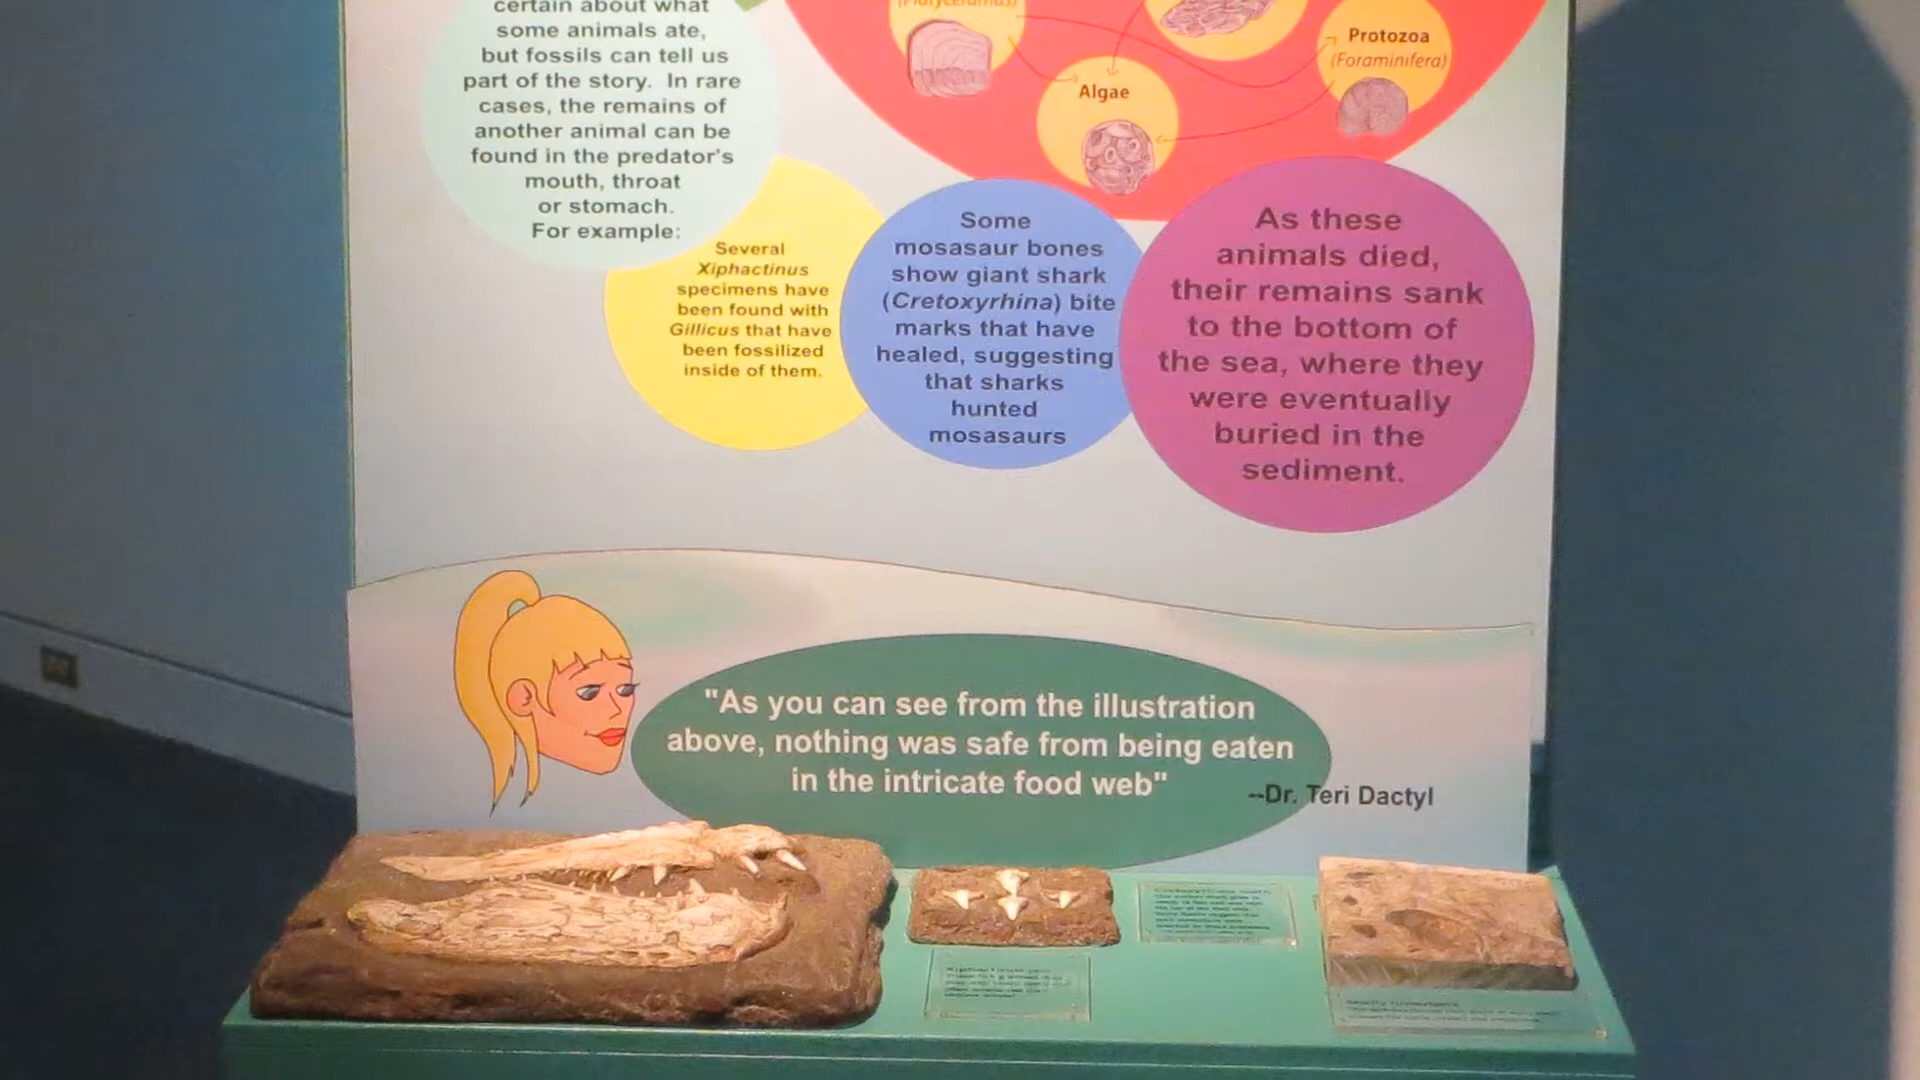 certain about what
some animals ate,
but fossils can tell us
part of the story. In rare
cases, the remains of
another animal can be
found in the predator's
mouth, throat
or stomach.
For example:
(Platyceramus)
Algae
Protozoa
(Foraminifera)
Several
Xiphactinus
specimens have
been found with
Gillicus that have
been fossilized
inside of them.
Some
mosasaur bones
show giant shark
(Cretoxyrhina) bite
marks that have
healed, suggesting
that sharks
hunted
mosasaurs
As these
animals died,
their remains sank
to the bottom of
the sea, where they
were eventually
buried in the
sediment.
"As you can see from the illustration
above, nothing was safe from being eaten
in the intricate food web"
--Dr. Teri Dactyl